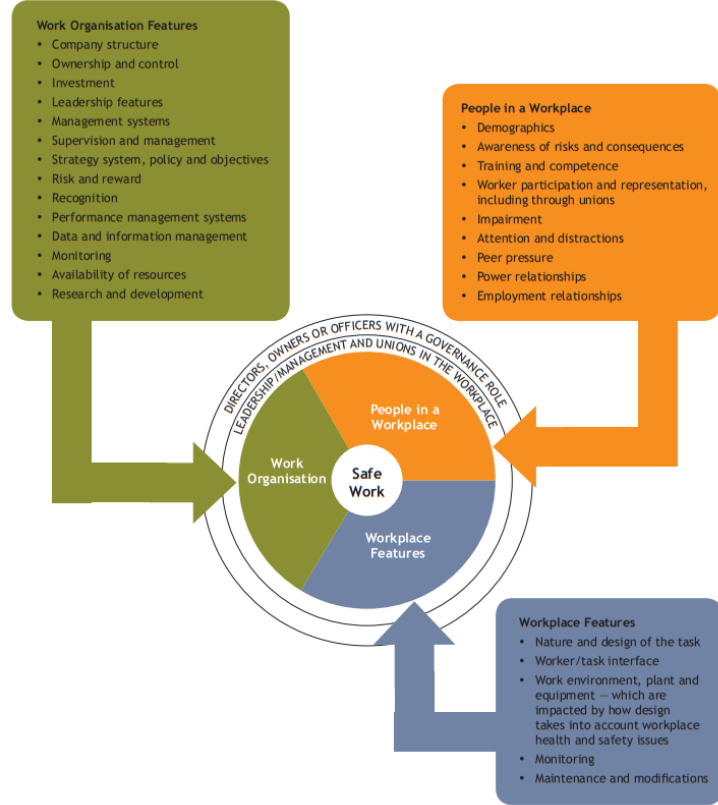 Work Organisation Features
• Company structure
• Ownership and control
• Investment
• Leadership features
• Management systems
• Supervision and management
• Strategy system, policy and objectives
• Risk and reward
• Recognition
• Performance management systems
• Data and information management
• Monitoring
• Availability of resources
• Research and development
People in a Workplace
• Demographics
• Awareness of risks and consequences
• Training and competence
• Worker participation and representation,
including through unions
• Impairment
• Attention and distractions
• Peer pressure
• Power relationships
• Employment relationships
DIRECTORS, OWNERS OR OFFICERS WITH A GOVERNANCE ROLE
LEADERSHIP/MANAGEMENT AND UNIONS IN THE WORKPLACE
People in a
Workplace
Work
Organisation
Safe
Work
Workplace
Features
Workplace Features
• Nature and design of the task
• Worker/task interface
• Work environment, plant and
equipment — which are
impacted by how design
takes into account workplace
health and safety issues
• Monitoring
• Maintenance and modifications